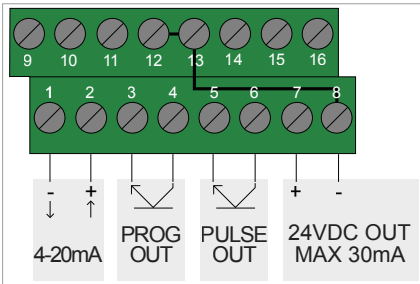 9 10 11 12 13 14 15 16
1 2 3 4 5 6 7 8
- + + -
↓ ↑
4-20mA
PROG
OUT
PULSE
OUT
24VDC OUT
MAX 30mA